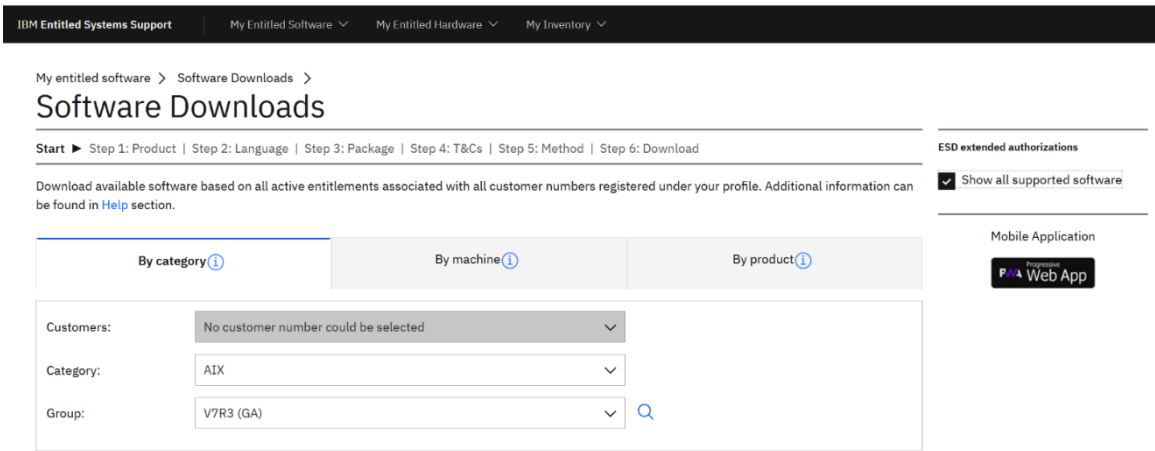 IBM Entitled Systems Support My Entitled Software My Entitled Hardware My Inventory
My entitled software > Software Downloads >
Software Downloads
Start ► Step 1: Product | Step 2: Language | Step 3: Package | Step 4: T&Cs | Step 5: Method | Step 6: Download
Download available software based on all active entitlements associated with all customer numbers registered under your profile. Additional information can
be found in Help section.
ESD extended authorizations
Show all supported software
Mobile Application
PWA Progressive
Web App
By category By machine By product
Customers: No customer number could be selected
Category: AIX
Group: V7R3 (GA)